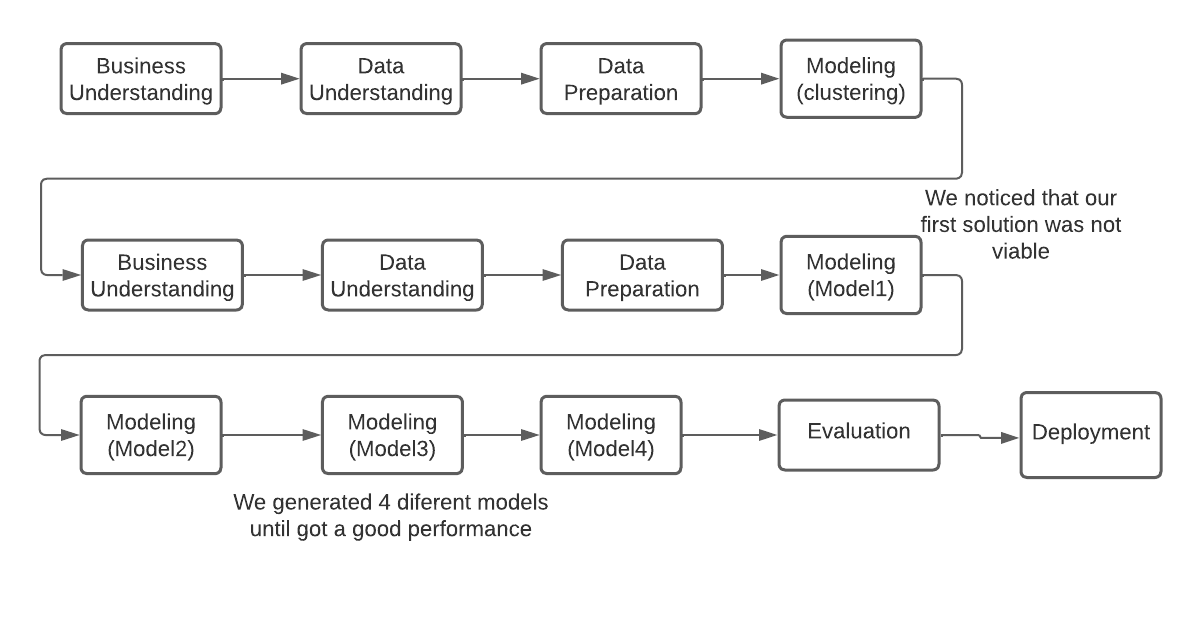 Business
Understanding
Data
Understanding
Data
Preparation
Modeling
(clustering)
We noticed that our
first solution was not
viable
Business
Understanding
Data
Understanding
Data
Preparation
Modeling
(Model1)
Modeling
(Model2)
Modeling
(Model3)
Modeling
(Model4)
Evaluation
Deployment
We generated 4 diferent models
until got a good performance